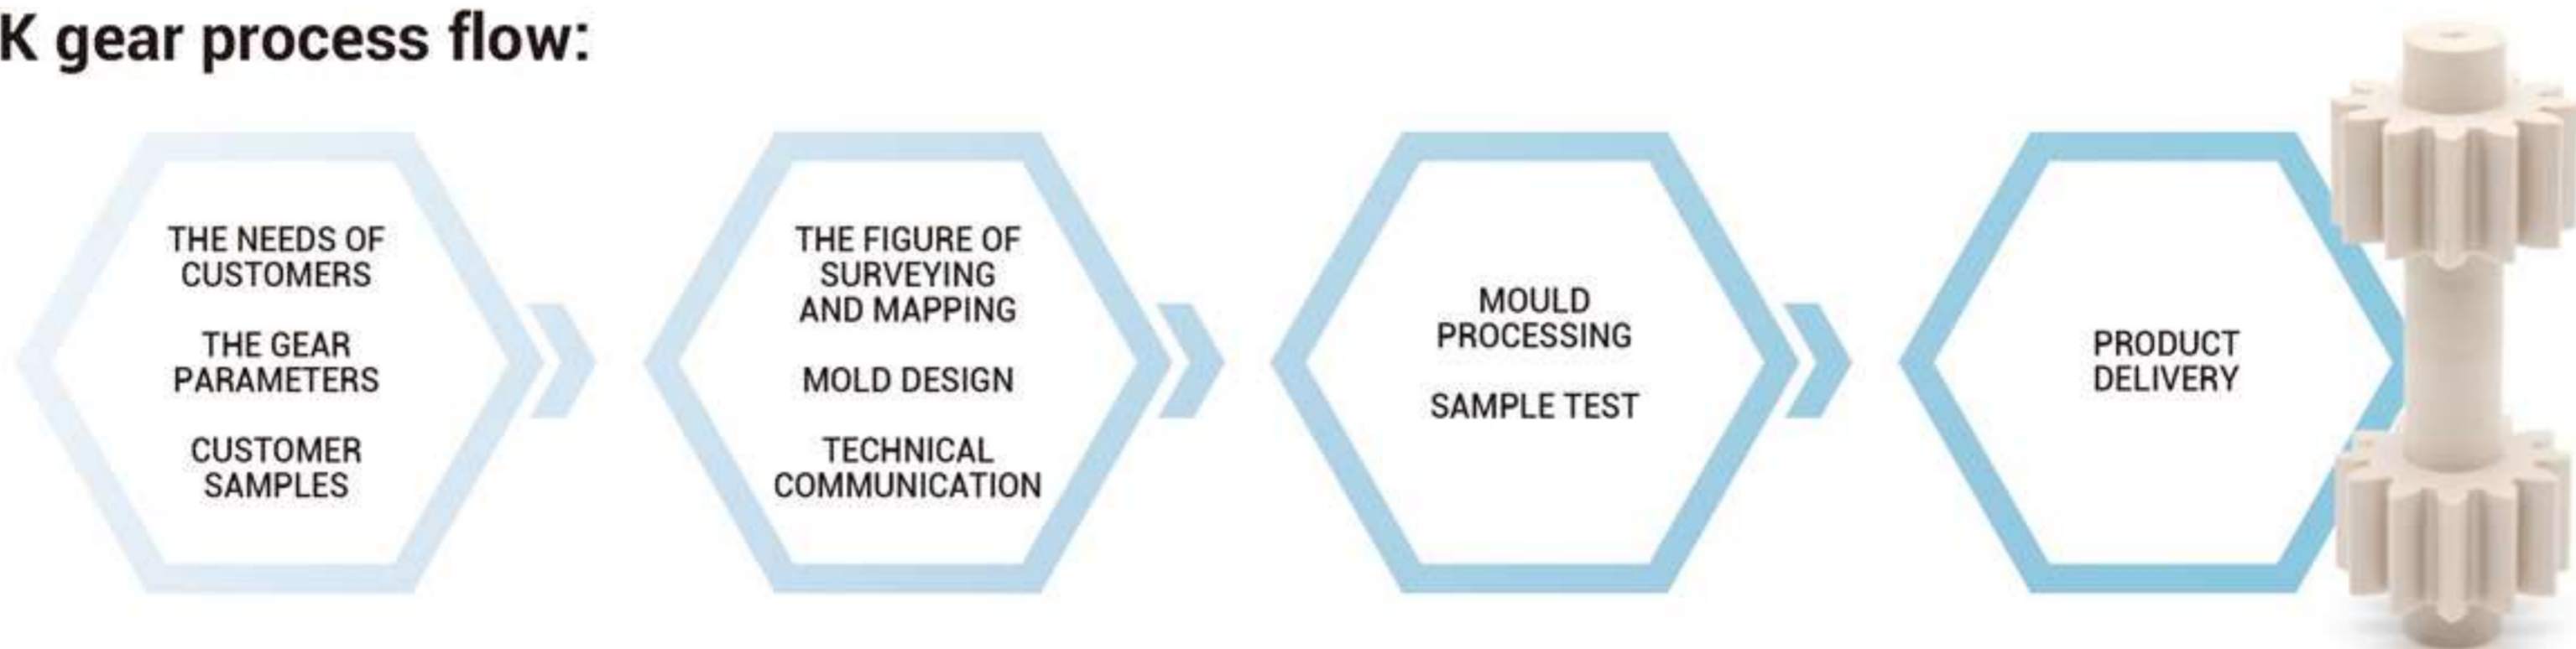 K gear process flow:
THE NEEDS OF
CUSTOMERS
THE GEAR
PARAMETERS
CUSTOMER
SAMPLES
THE FIGURE OF
SURVEYING
AND MAPPING
MOLD DESIGN
TECHNICAL
COMMUNICATION
MOULD
PROCESSING
SAMPLE TEST
PRODUCT
DELIVERY